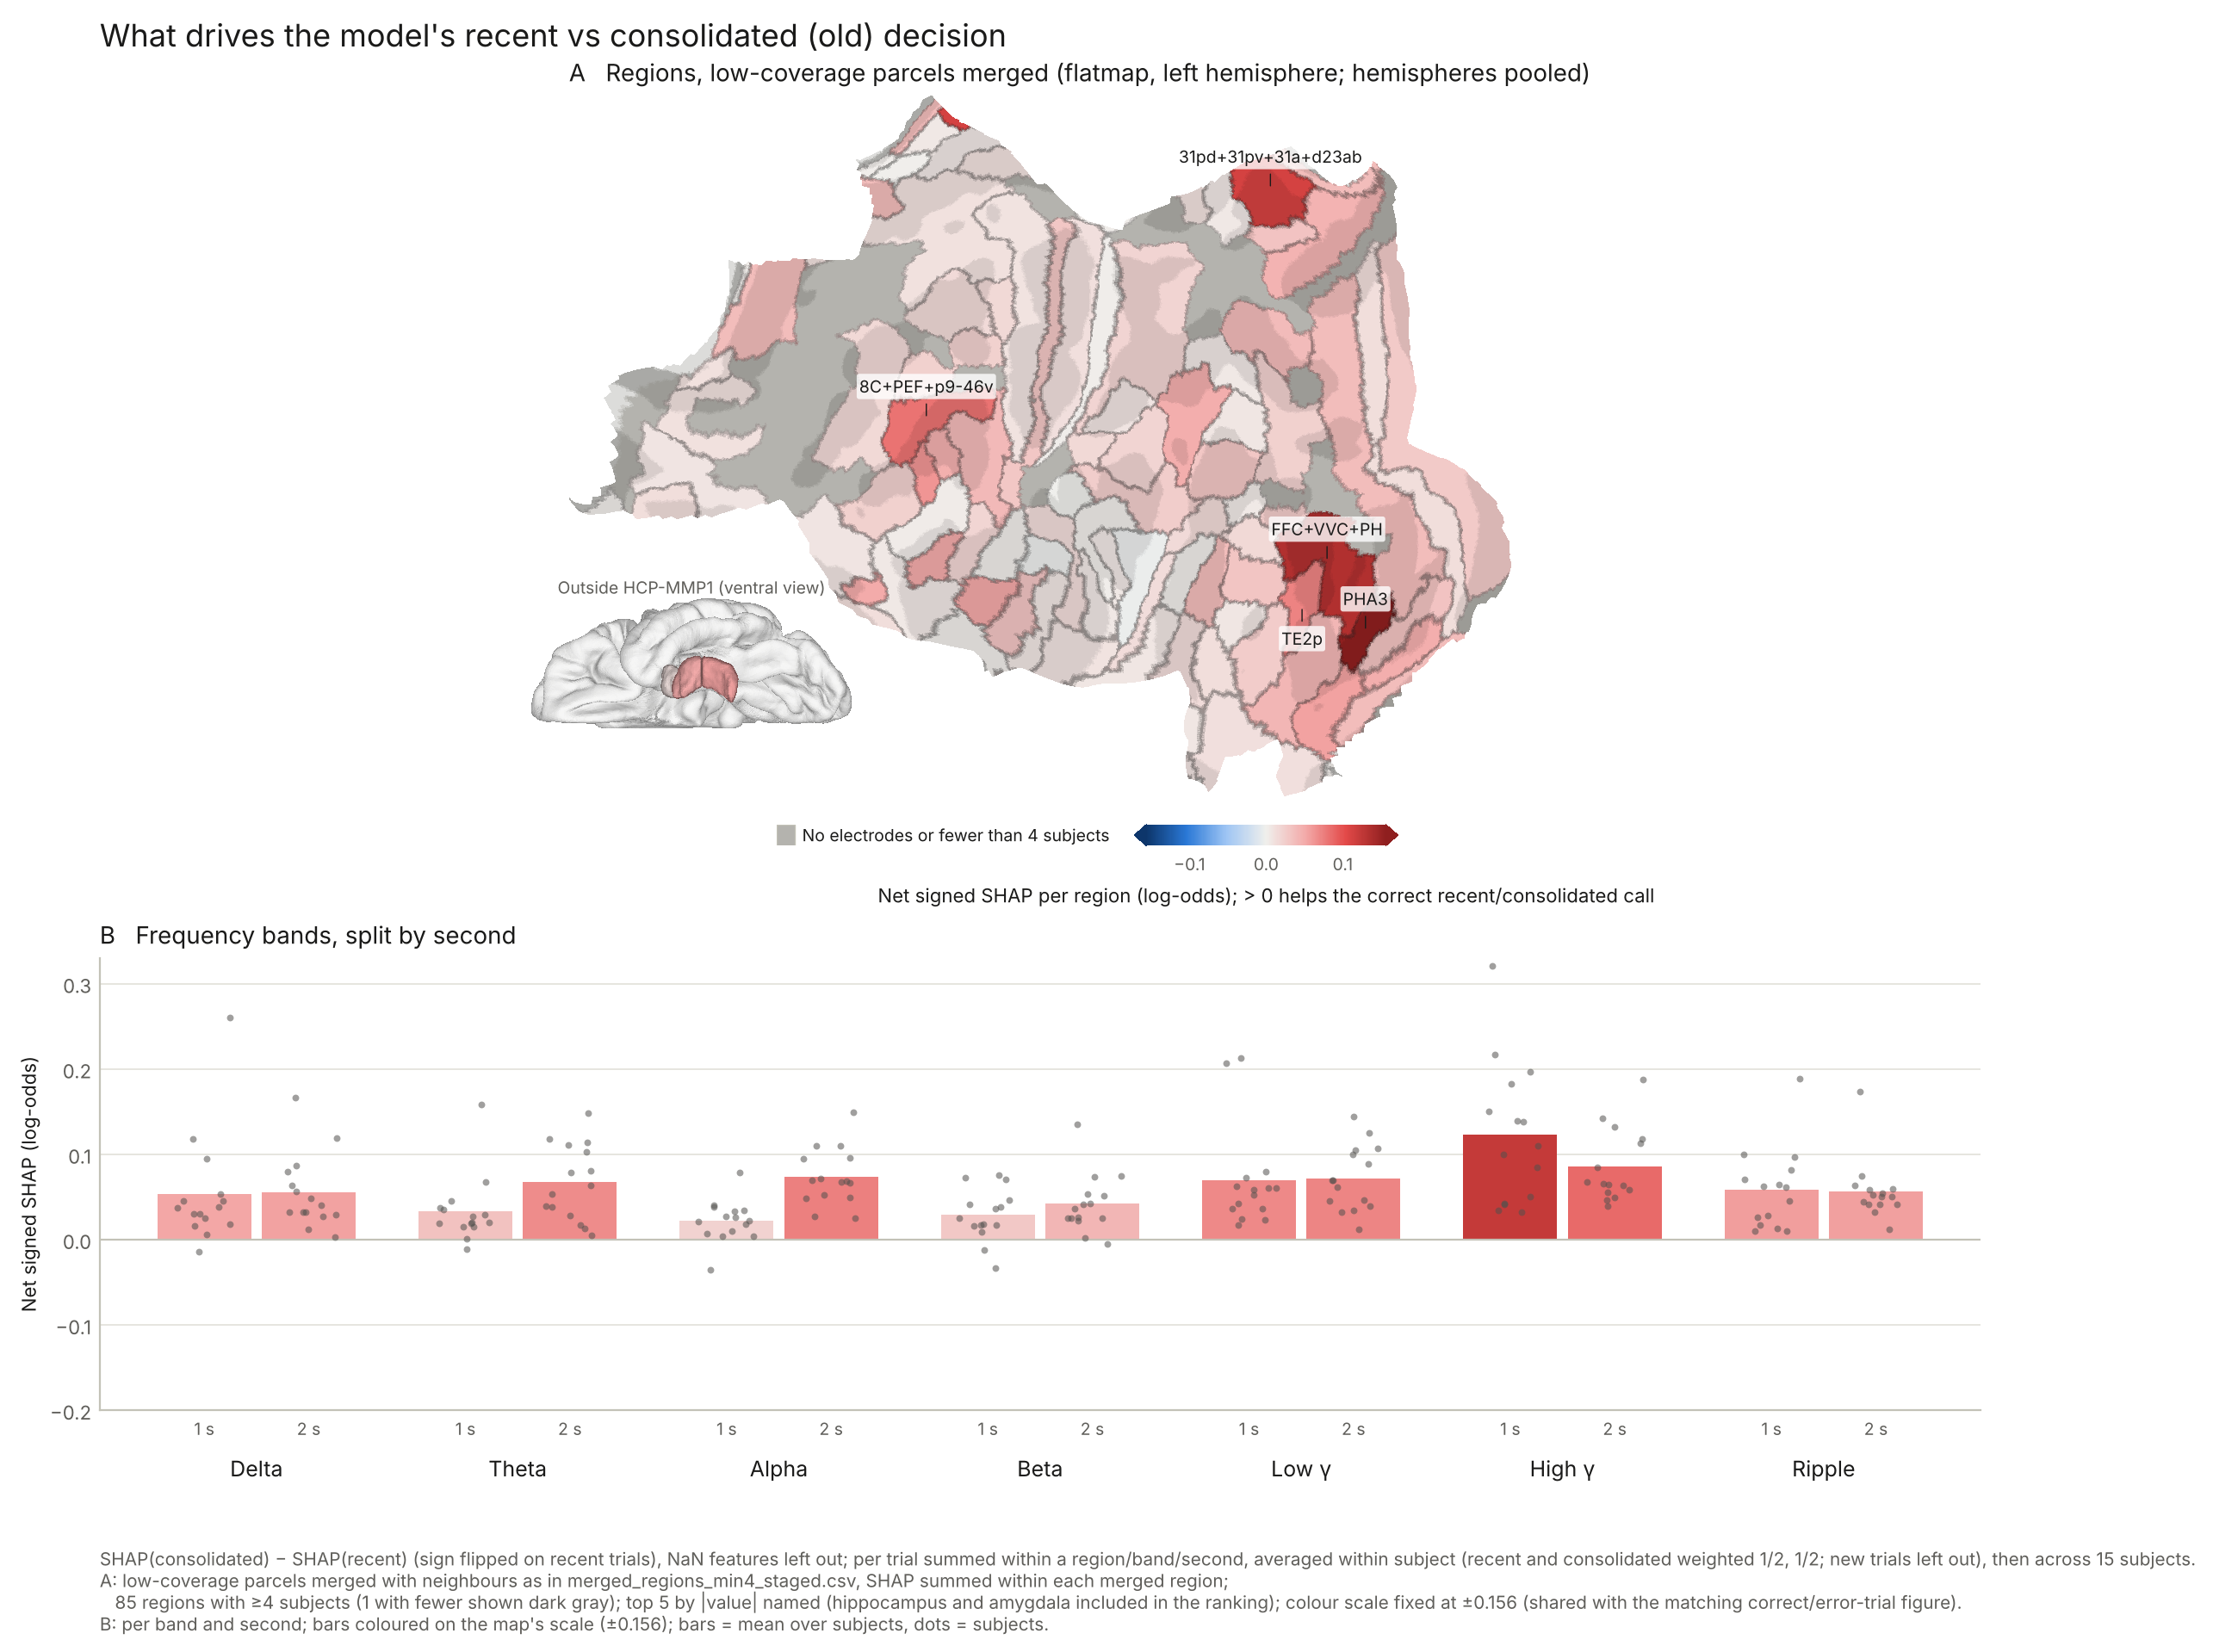 What drives the model's recent vs consolidated (old) decision
A Regions, low-coverage parcels merged (flatmap, left hemisphere; hemispheres pooled)
31pd+31pv+31a+d23ab
8C+PEF+p9-46v
FFC+VVC+PH
PHA3
TE2p
Outside HCP-MMP1 (ventral view)
No electrodes or fewer than 4 subjects
−0.1 0.0 0.1
Net signed SHAP per region (log-odds); > 0 helps the correct recent/consolidated call
B Frequency bands, split by second
Net signed SHAP (log-odds)
0.3
0.2
0.1
0.0
−0.1
−0.2
1 s 2 s 1 s 2 s 1 s 2 s 1 s 2 s 1 s 2 s 1 s 2 s 1 s 2 s
Delta Theta Alpha Beta Low γ High γ Ripple
SHAP(consolidated) − SHAP(recent) (sign flipped on recent trials), NaN features left out; per trial summed within a region/band/second, averaged within subject (recent and consolidated weighted 1/2, 1/2; new trials left out), then across 15 subjects.
A: low-coverage parcels merged with neighbours as in merged_regions_min4_staged.csv, SHAP summed within each merged region;
85 regions with ≥4 subjects (1 with fewer shown dark gray); top 5 by |value| named (hippocampus and amygdala included in the ranking); colour scale fixed at ±0.156 (shared with the matching correct/error-trial figure).
B: per band and second; bars coloured on the map's scale (±0.156); bars = mean over subjects, dots = subjects.